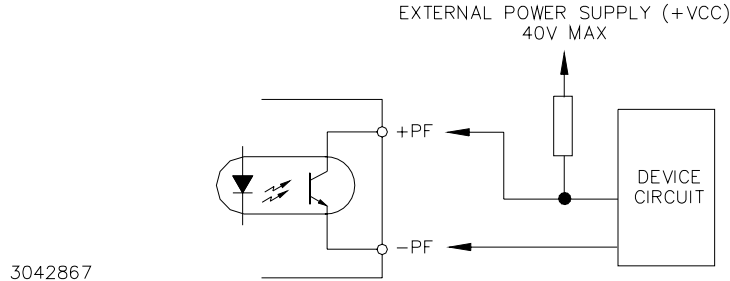 EXTERNAL POWER SUPPLY (+VCC)
40V MAX
+PF
DEVICE
CIRCUIT
-PF
3042867